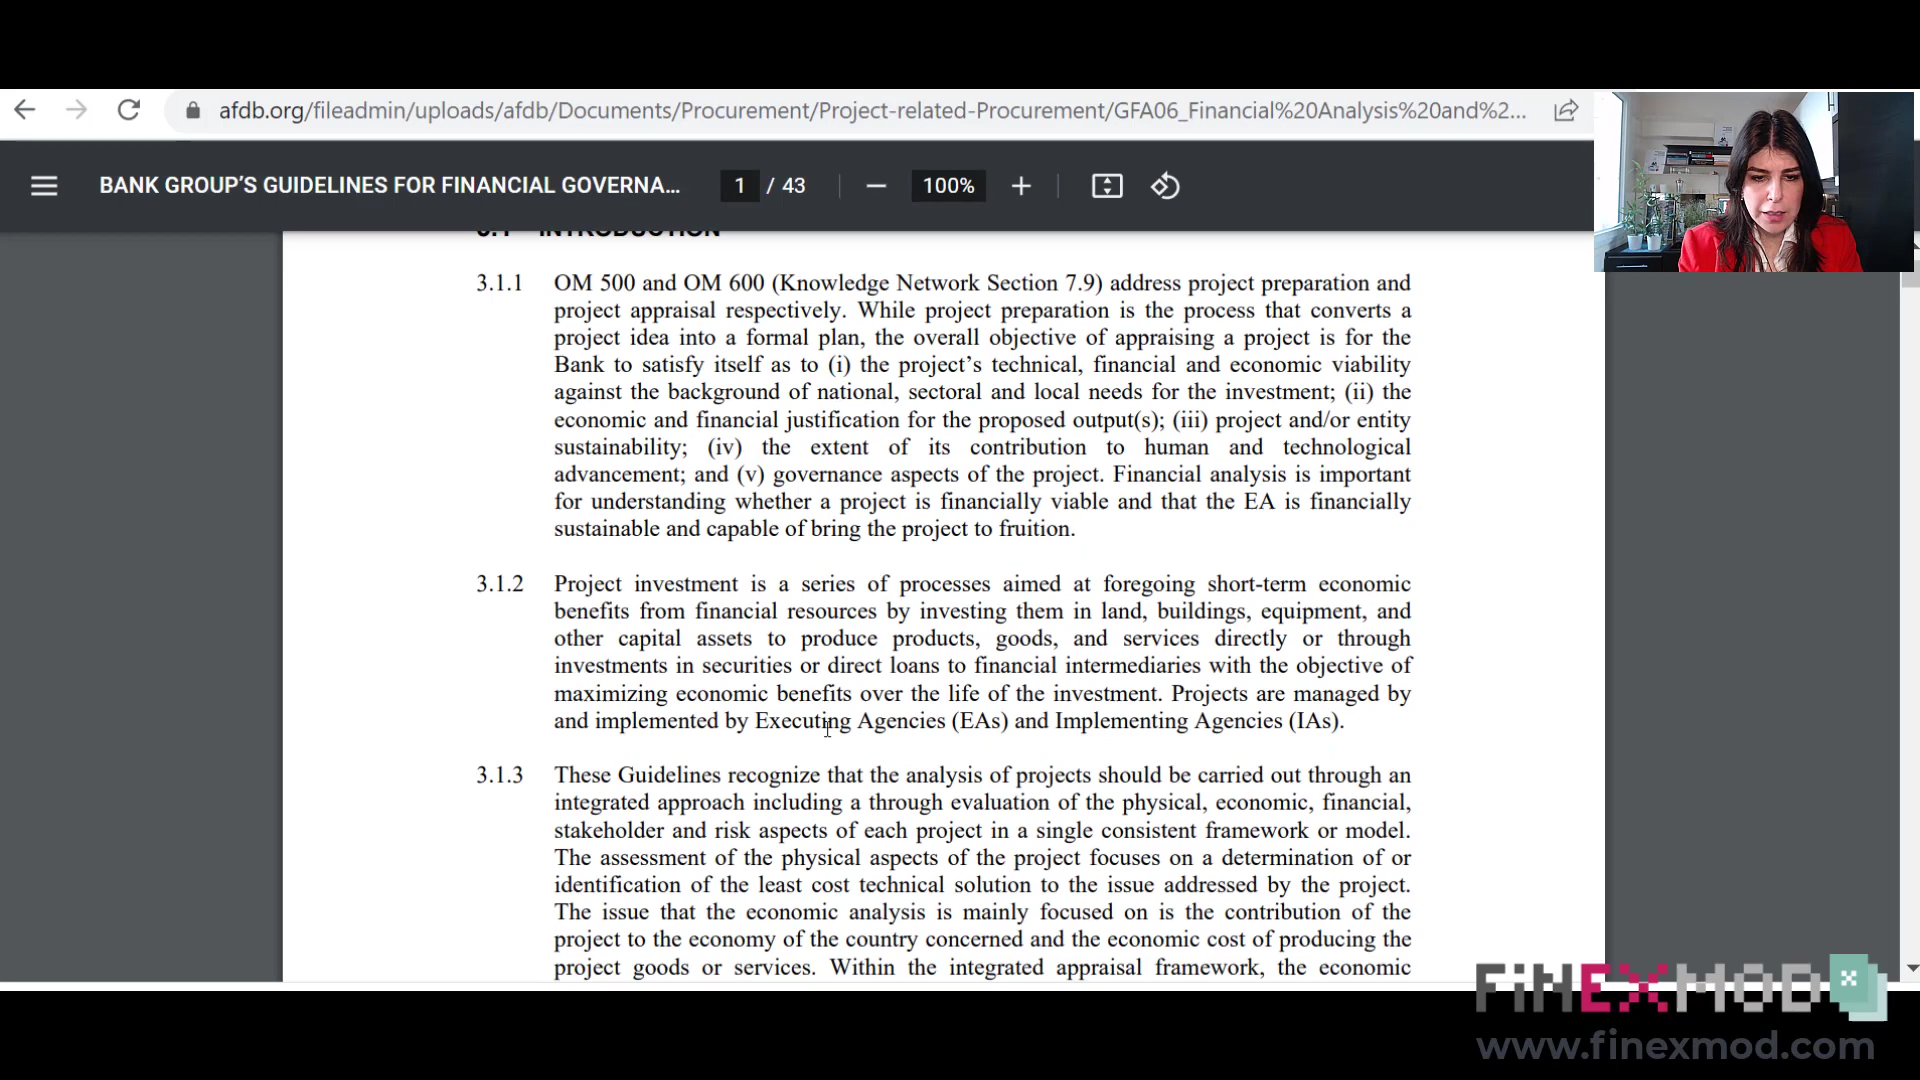 afdb.org/fileadmin/uploads/afdb/Documents/Procurement/Project-related-Procurement/GFA06_Financial%20Analysis%20and%2...
BANK GROUP’S GUIDELINES FOR FINANCIAL GOVERNA... 1 / 43 100%
3.1 INTRODUCTION
3.1.1 OM 500 and OM 600 (Knowledge Network Section 7.9) address project preparation and
project appraisal respectively. While project preparation is the process that converts a
project idea into a formal plan, the overall objective of appraising a project is for the
Bank to satisfy itself as to (i) the project’s technical, financial and economic viability
against the background of national, sectoral and local needs for the investment; (ii) the
economic and financial justification for the proposed output(s); (iii) project and/or entity
sustainability; (iv) the extent of its contribution to human and technological
advancement; and (v) governance aspects of the project. Financial analysis is important
for understanding whether a project is financially viable and that the EA is financially
sustainable and capable of bring the project to fruition.
3.1.2 Project investment is a series of processes aimed at foregoing short-term economic
benefits from financial resources by investing them in land, buildings, equipment, and
other capital assets to produce products, goods, and services directly or through
investments in securities or direct loans to financial intermediaries with the objective of
maximizing economic benefits over the life of the investment. Projects are managed by
and implemented by Executing Agencies (EAs) and Implementing Agencies (IAs).
3.1.3 These Guidelines recognize that the analysis of projects should be carried out through an
integrated approach including a through evaluation of the physical, economic, financial,
stakeholder and risk aspects of each project in a single consistent framework or model.
The assessment of the physical aspects of the project focuses on a determination of or
identification of the least cost technical solution to the issue addressed by the project.
The issue that the economic analysis is mainly focused on is the contribution of the
project to the economy of the country concerned and the economic cost of producing the
project goods or services. Within the integrated appraisal framework, the economic
FiNEXMOD
www.finexmod.com